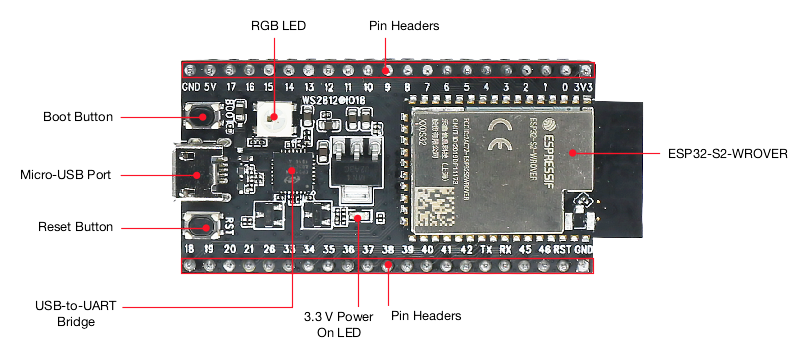 RGB LED
Pin Headers
GND 5V 17 16 15 14 13 12 11 10 9 8 7 6 5 4 3 2 1 0 3V3
WS2812 IO18
BOOT
Boot Button
Micro-USB Port
Reset Button
RST
ESPRESSIF
ESP32-S2-WROVER
ESP32-S2-WROVER
XX0S32
18 19 20 21 26 33 34 35 36 37 38 39 40 41 42 TX RX 45 46 RST GND
USB-to-UART
Bridge
3.3 V Power
On LED
Pin Headers